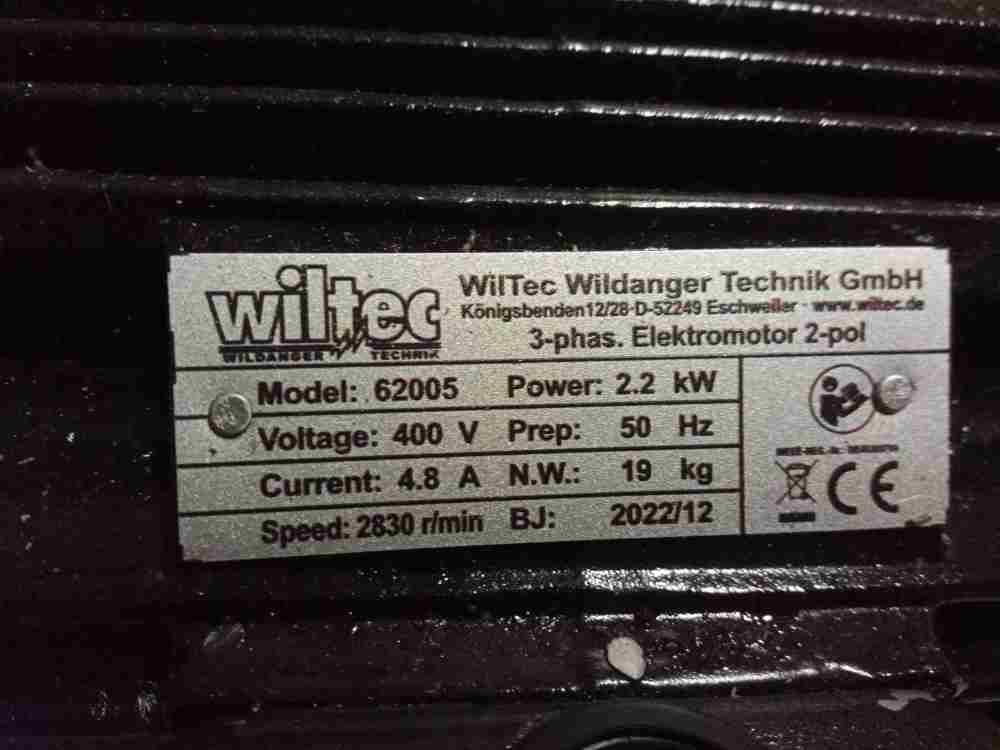 wiltec
WILDANGER TECHNIK
WilTec Wildanger Technik GmbH
Königsbenden12/28-D-52249 Eschweiler · www.wiltec.de
3-phas. Elektromotor 2-pol
Model: 62005 Power: 2.2 kW
Voltage: 400 V Prep: 50 Hz
Current: 4.8 A N.W.: 19 kg
Speed: 2830 r/min BJ: 2022/12
CE